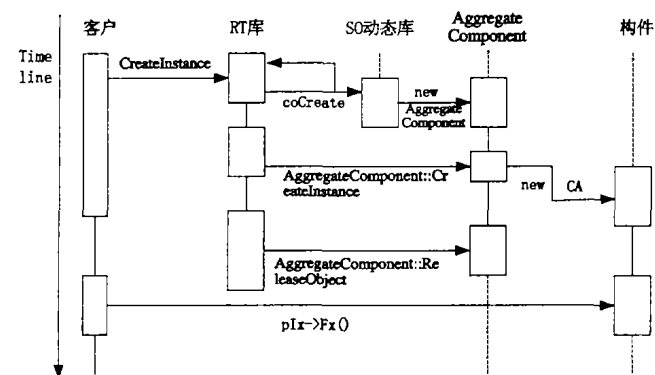 客户
RT库
SO动态库
Aggregate
Component
构件
Time
line
CreateInstance
coCreate
new
Aggregate
Component
AggregateComponent::Cr
eateInstance
new
CA
AggregateComponent::Re
leaseObject
pIx->Fx()